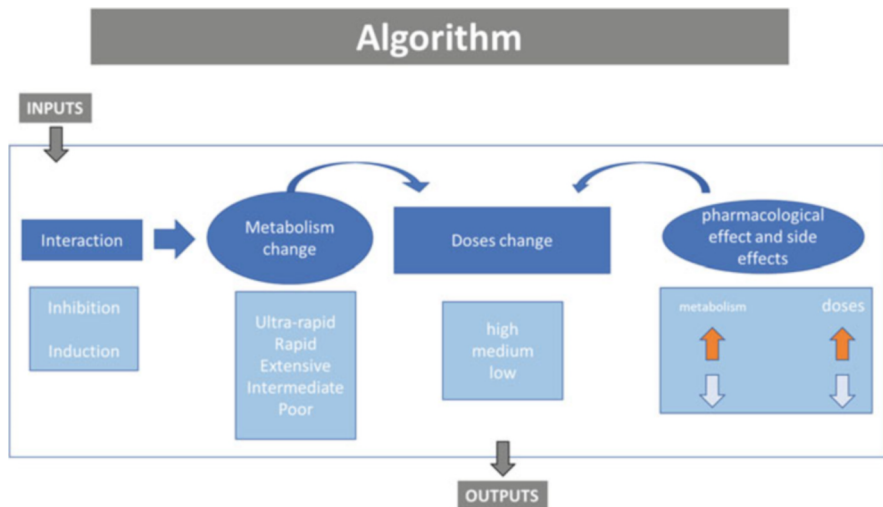 Algorithm
INPUTS
Interaction
Inhibition
Induction
Metabolism
change
Ultra-rapid
Rapid
Extensive
Intermediate
Poor
Doses change
high
medium
low
pharmacological
effect and side
effects
metabolism
doses
OUTPUTS